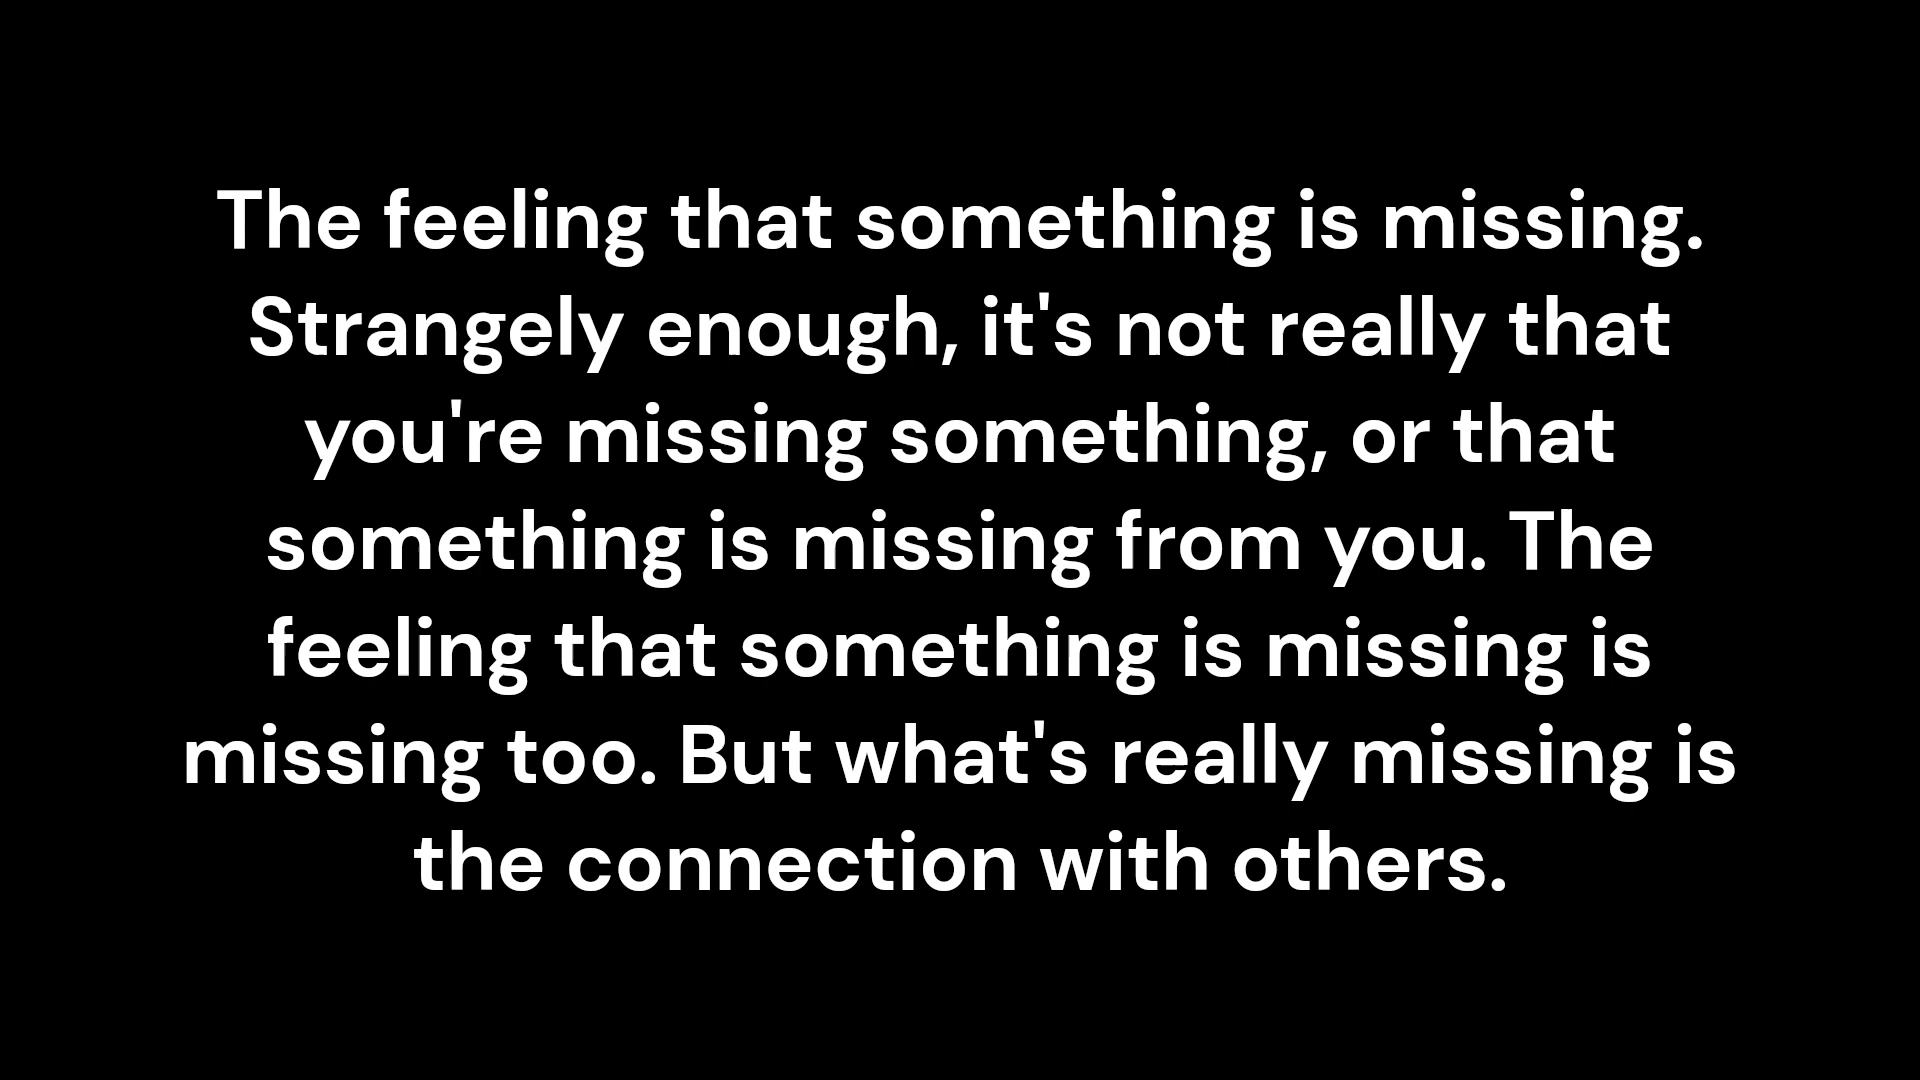 The feeling that something is missing.
Strangely enough, it's not really that
you're missing something, or that
something is missing from you. The
feeling that something is missing is
missing too. But what's really missing is
the connection with others.